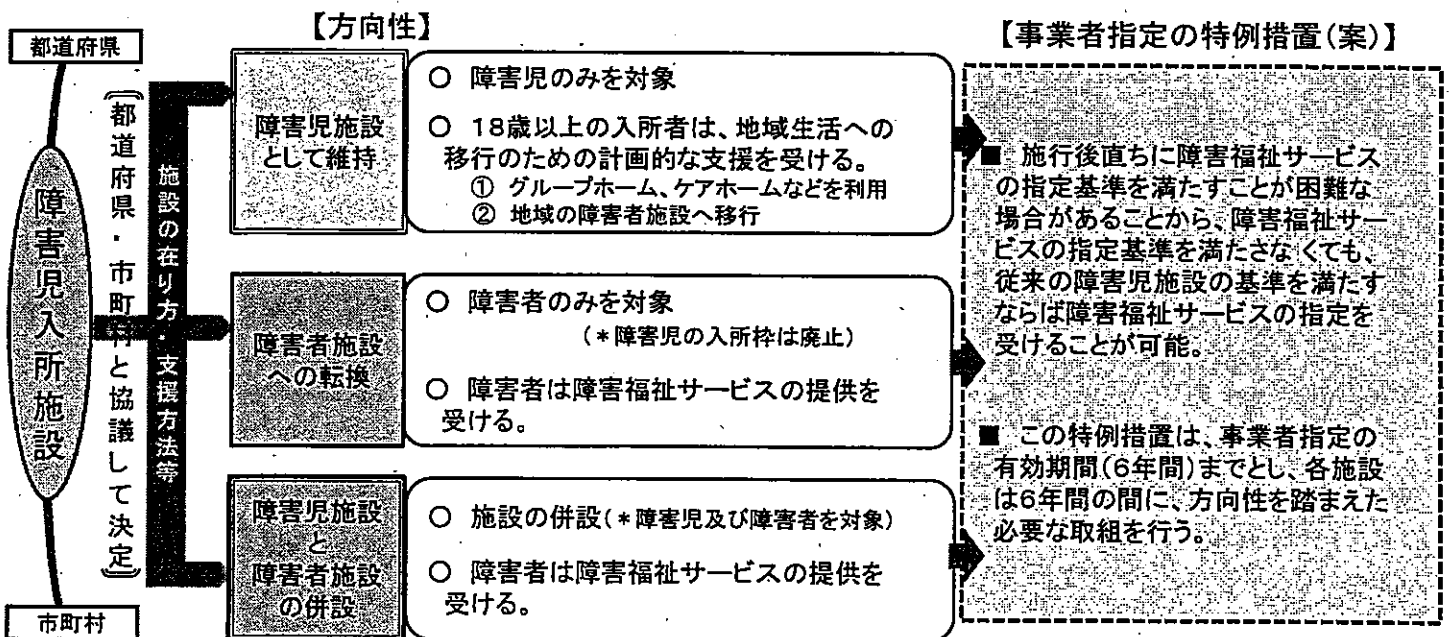 【方向性】
【事業者指定の特例措置(案)】
都道府県
障害児入所施設
市町村
〔都道府県・市町村と協議して決定〕
施設の在り方・支援方法等
障害児施設
として維持
○ 障害児のみを対象
○ 18歳以上の入所者は、地域生活への
移行のための計画的な支援を受ける。
① グループホーム、ケアホームなどを利用
② 地域の障害者施設へ移行
障害者施設
への転換
○ 障害者のみを対象
(*障害児の入所枠は廃止)
○ 障害者は障害福祉サービスの提供を
受ける。
障害児施設
と
障害者施設
の併設
○ 施設の併設(*障害児及び障害者を対象)
○ 障害者は障害福祉サービスの提供を
受ける。
■ 施行後直ちに障害福祉サービス
の指定基準を満たすことが困難な
場合があることから、障害福祉サー
ビスの指定基準を満たさなくても、
従来の障害児施設の基準を満たす
ならば障害福祉サービスの指定を
受けることが可能。
■ この特例措置は、事業者指定の
有効期間(6年間)までとし、各施設
は6年間の間に、方向性を踏まえた
必要な取組を行う。